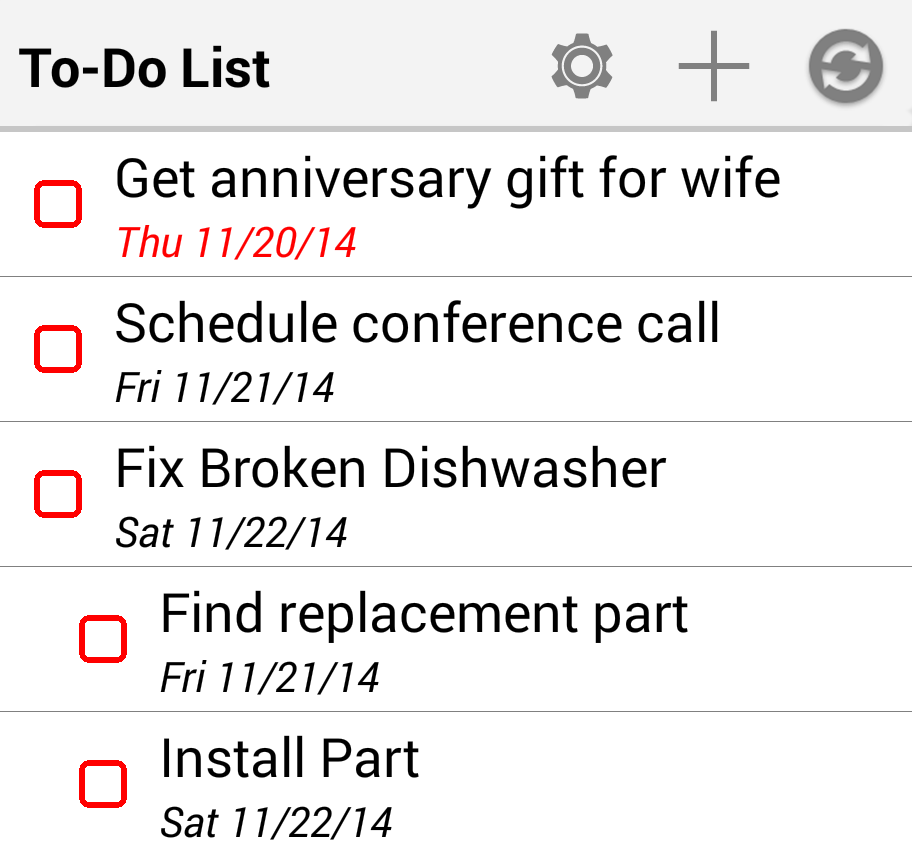 To-Do List
Get anniversary gift for wife
Thu 11/20/14
Schedule conference call
Fri 11/21/14
Fix Broken Dishwasher
Sat 11/22/14
Find replacement part
Fri 11/21/14
Install Part
Sat 11/22/14